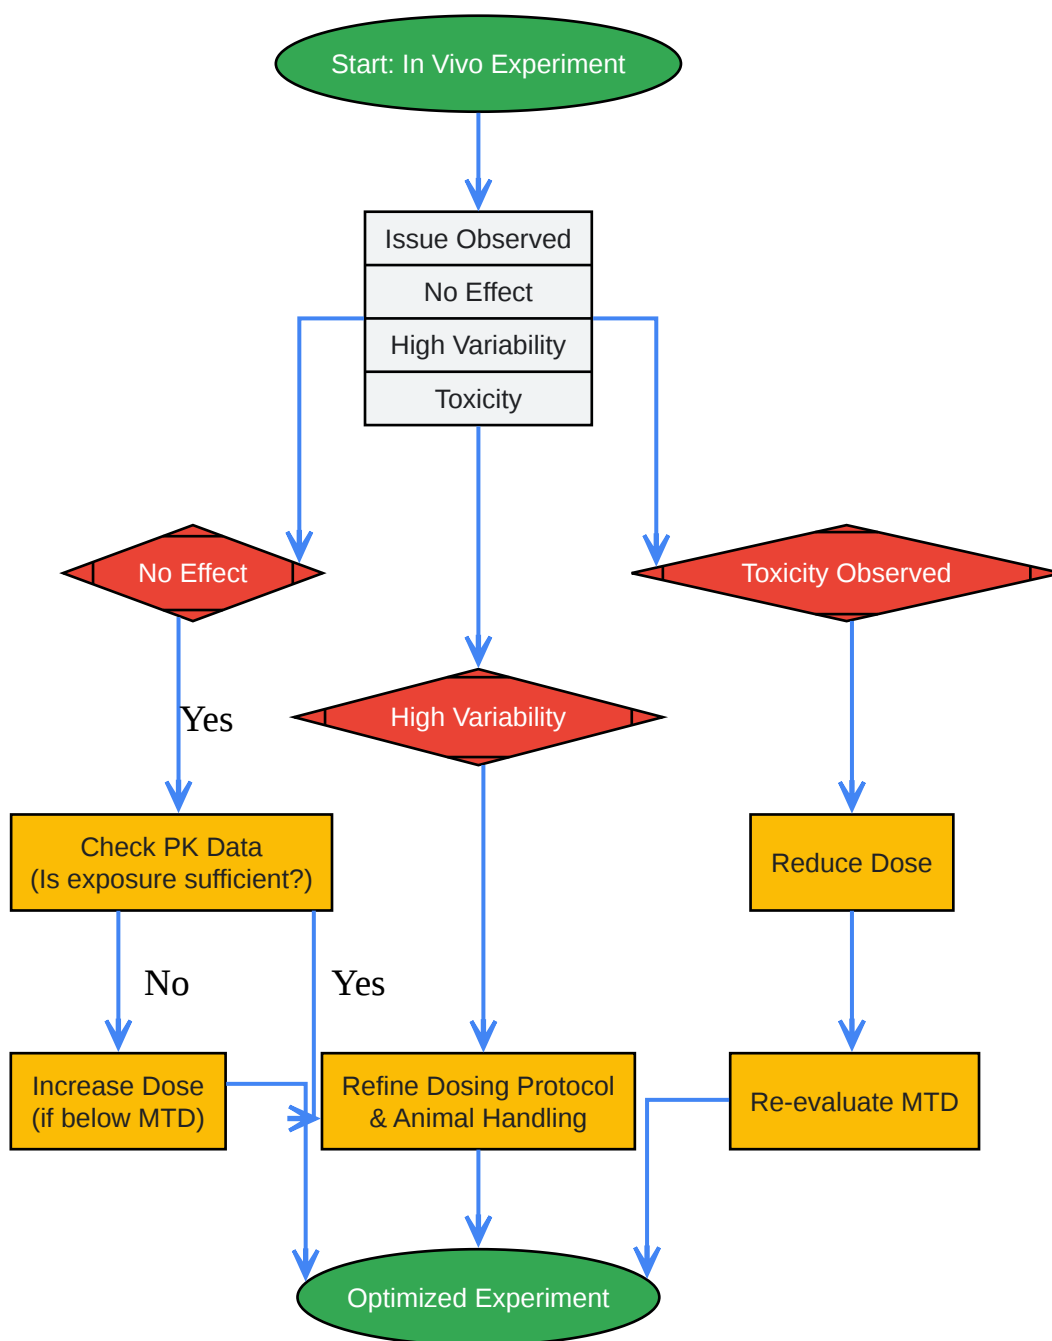 Start: In Vivo Experiment
Issue Observed
No Effect
High Variability
Toxicity
No Effect
Toxicity Observed
High Variability
Yes
Check PK Data
(Is exposure sufficient?)
Reduce Dose
No
Yes
Increase Dose
(if below MTD)
Refine Dosing Protocol
& Animal Handling
Re-evaluate MTD
Optimized Experiment